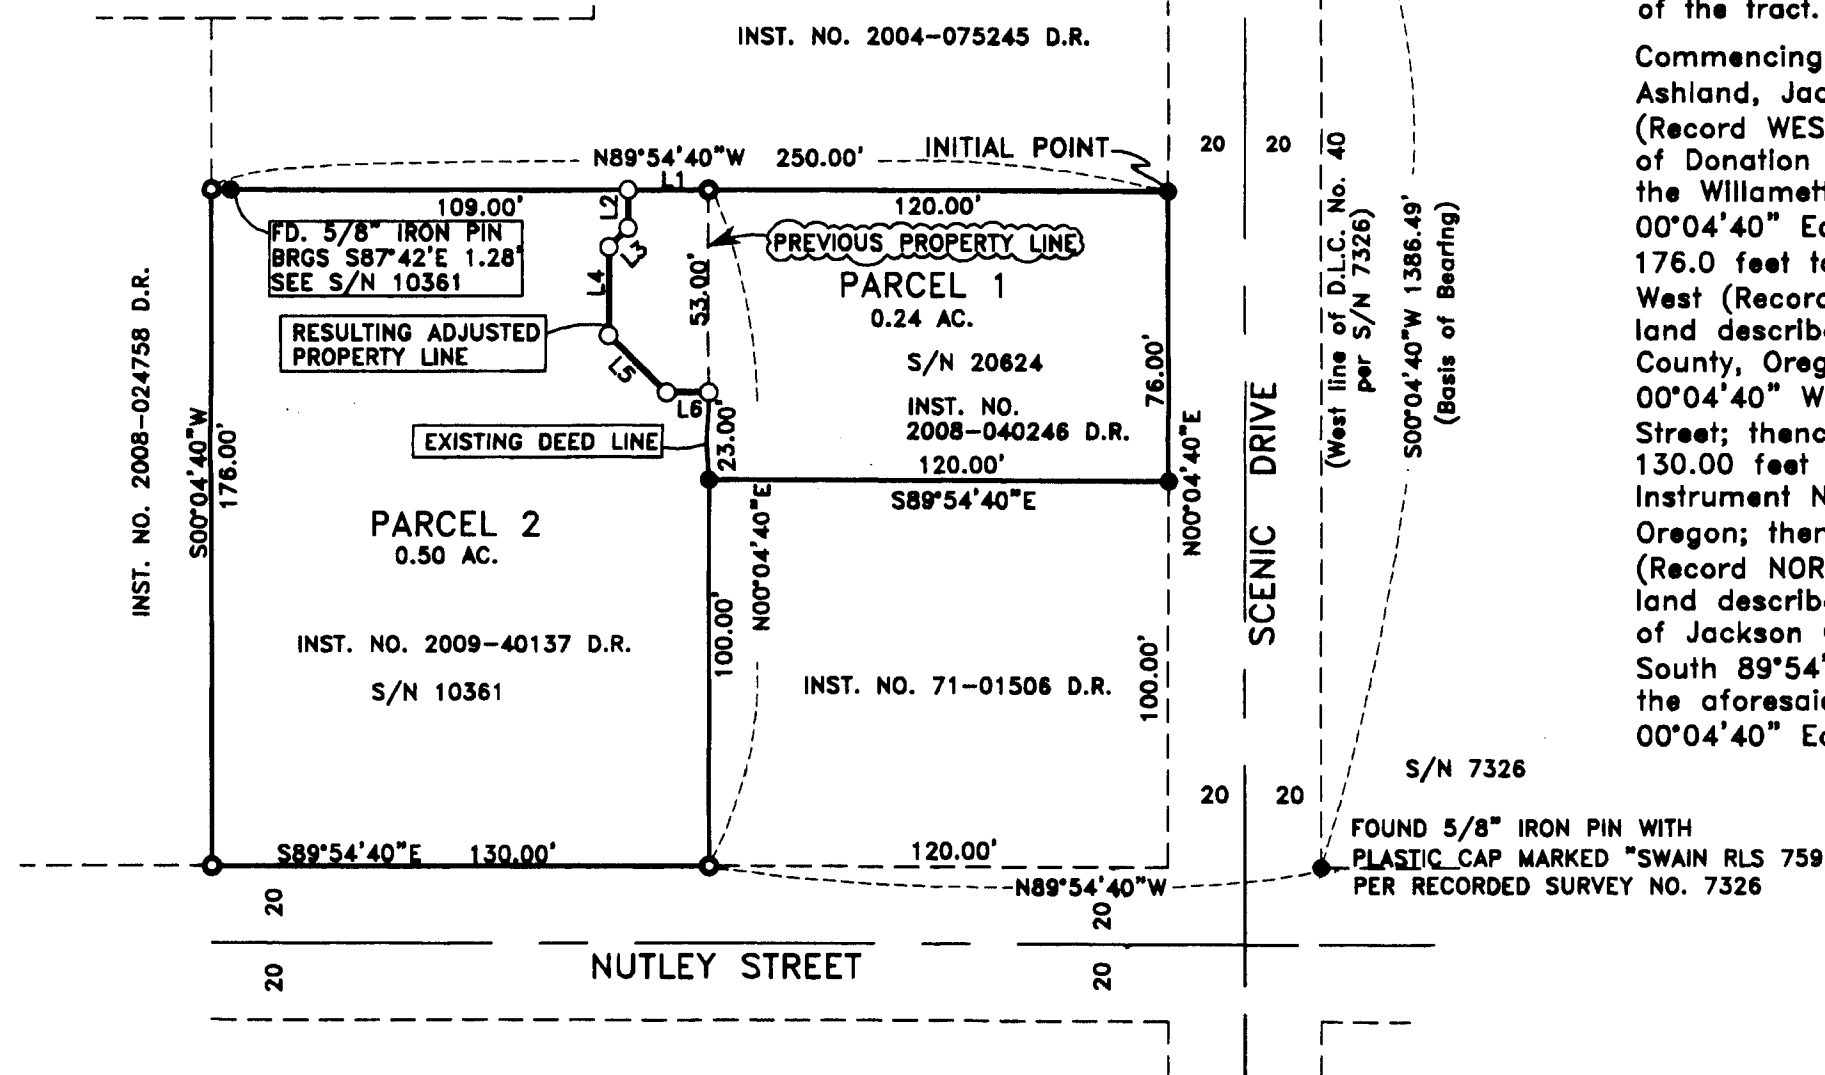 INST. NO. 2004-075245 D.R.
of the tract.
Commencing
Ashland, Jac
(Record WES
of Donation
the Willamett
00°04'40" Ea
176.0 feet to
West (Record
land describe
County, Oreg
00°04'40" W
Street; thenc
130.00 feet
Instrument N
Oregon; then
(Record NOR
land describe
of Jackson
South 89°54'
the aforesaid
00°04'40" Ea
N89°54'40"W 250.00'
INITIAL POINT
20 20
L1
109.00'
L2
120.00'
FD. 5/8" IRON PIN
BRGS S87°42'E 1.28'
SEE S/N 10361
L3
PREVIOUS PROPERTY LINE
L4
53.00'
PARCEL 1
0.24 AC.
RESULTING ADJUSTED
PROPERTY LINE
L5
S/N 20624
76.00'
INST. NO.
2008-040246 D.R.
L6
EXISTING DEED LINE
23.00'
120.00'
S89°54'40"E
INST. NO. 2008-024758 D.R.
S00°04'40"W
176.00'
PARCEL 2
0.50 AC.
INST. NO. 2009-40137 D.R.
S/N 10361
100.00'
N00°04'40"E
INST. NO. 71-01506 D.R.
100.00'
N00°04'40"E
SCENIC DRIVE
(West line of D.L.C. No. 40
per S/N 7326)
S00°04'40"W 1386.49'
(Basis of Bearing)
S/N 7326
20 20
FOUND 5/8" IRON PIN WITH
PLASTIC CAP MARKED "SWAIN RLS 759
PER RECORDED SURVEY NO. 7326
S89°54'40"E 130.00'
120.00'
N89°54'40"W
20
20
NUTLEY STREET
20
20